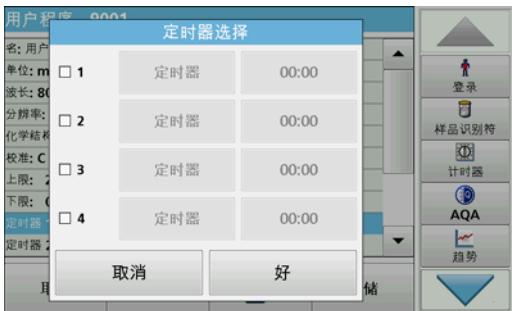 用户程序 9001
定时器选择
名: 用户
单位: m
波长: 80
分辨率:
化学结构
校准: C
上限: 2
下限: 0
定时器 1
定时器 2
1 定时器 00:00
2 定时器 00:00
3 定时器 00:00
4 定时器 00:00
取消 好
储
登录
样品识别符
计时器
AQA
趋势